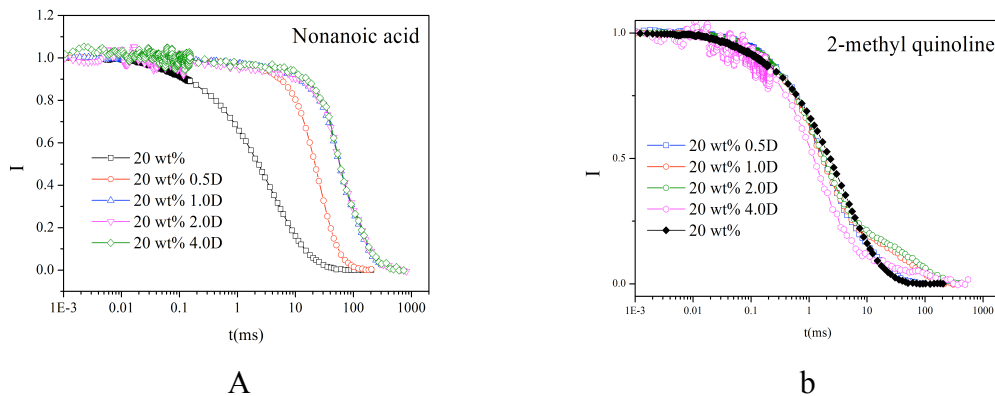 Nonanoic acid
1.2
1.0
0.8
0.6
0.4
0.2
0.0
I
20 wt%
20 wt% 0.5D
20 wt% 1.0D
20 wt% 2.0D
20 wt% 4.0D
1E-3 0.01 0.1 1 10 100 1000
t(ms)
A
2-methyl quinoline
1.0
0.5
0.0
I
20 wt% 0.5D
20 wt% 1.0D
20 wt% 2.0D
20 wt% 4.0D
20 wt%
1E-3 0.01 0.1 1 10 100 1000
t(ms)
b